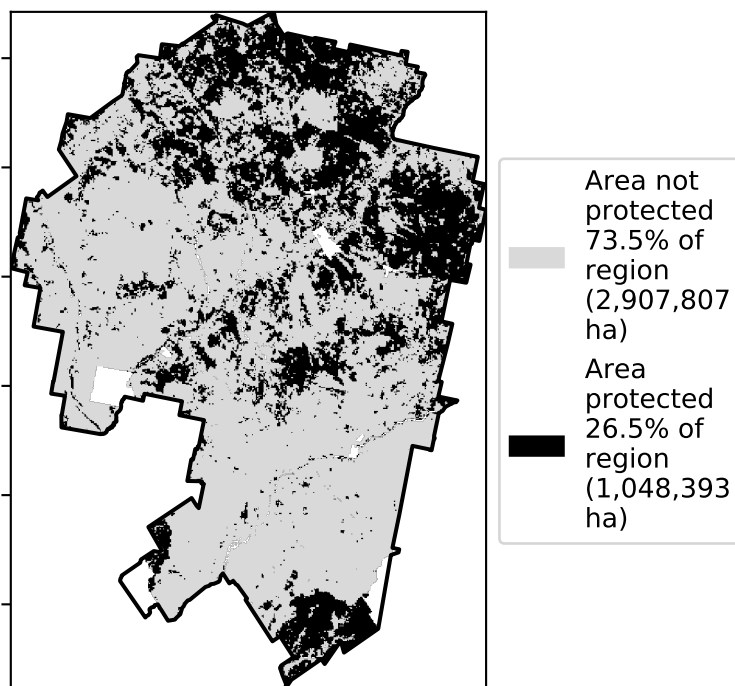 Area not
protected
73.5% of
region
(2,907,807
ha)
Area
protected
26.5% of
region
(1,048,393
ha)